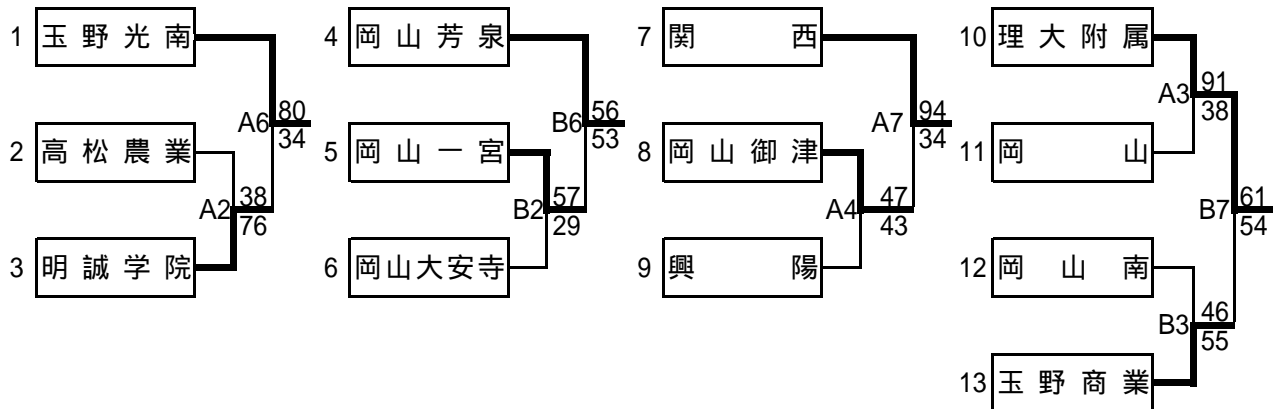 1 玉野光南
A6 80
34
2 高松農業
A2 38
76
3 明誠学院
4 岡山芳泉
B6 56
53
5 岡山一宮
B2 57
29
6 岡山大安寺
7 関西
A7 94
34
8 岡山御津
A4 47
43
9 興陽
10 理大附属
A3 91
38
11 岡山
B7 61
54
12 岡山南
B3 46
55
13 玉野商業